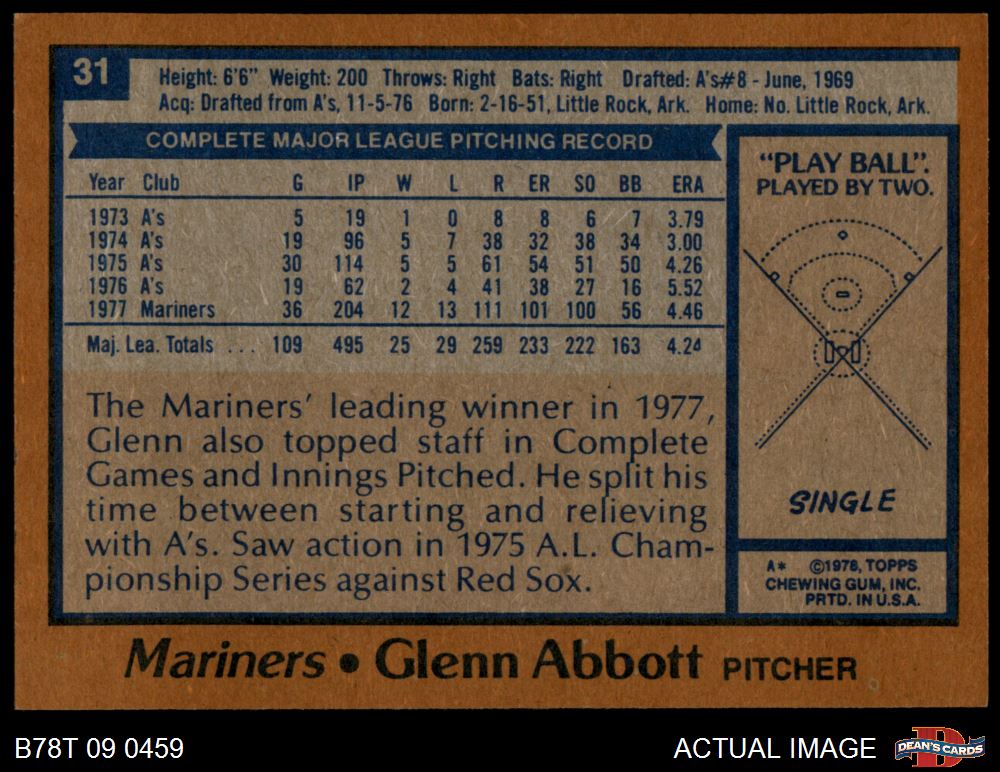 31
Height: 6'6" Weight: 200 Throws: Right Bats: Right Drafted: A's#8 - June, 1969
Acq: Drafted from A's, 11-5-76 Born: 2-16-51, Little Rock, Ark. Home: No. Little Rock, Ark.
COMPLETE MAJOR LEAGUE PITCHING RECORD
Year Club G IP W L R ER SO BB ERA
1973 A's 5 19 1 0 8 8 6 7 3.79
1974 A's 19 96 5 7 38 32 38 34 3.00
1975 A's 30 114 5 5 61 54 51 50 4.26
1976 A's 19 62 2 4 41 38 27 16 5.52
1977 Mariners 36 204 12 13 111 101 100 56 4.46
Maj. Lea. Totals ... 109 495 25 29 259 233 222 163 4.24
The Mariners' leading winner in 1977,
Glenn also topped staff in Complete
Games and Innings Pitched. He split his
time between starting and relieving
with A's. Saw action in 1975 A.L. Cham-
pionship Series against Red Sox.
"PLAY BALL".
PLAYED BY TWO.
SINGLE
A* ©1978, TOPPS
CHEWING GUM, INC.
PRTD. IN U.S.A.
Mariners • Glenn Abbott PITCHER
B78T 09 0459
ACTUAL IMAGE
D
DEAN'S CARDS